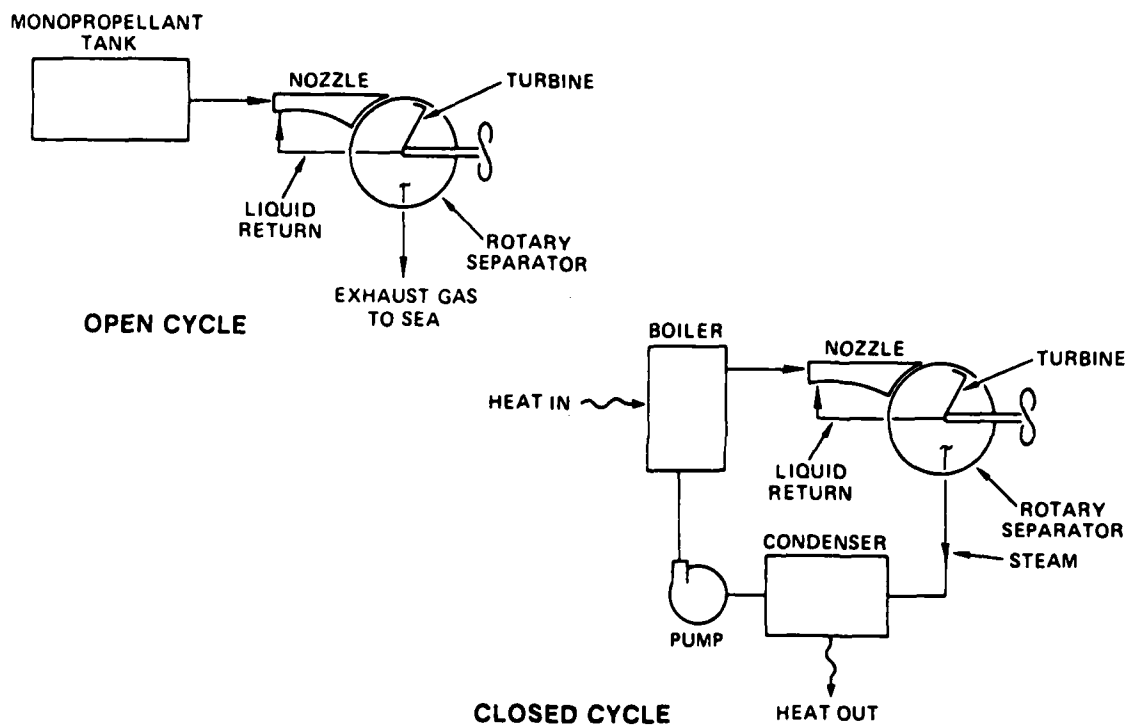 MONOPROPELLANT
TANK
NOZZLE
TURBINE
LIQUID
RETURN
ROTARY
SEPARATOR
EXHAUST GAS
TO SEA
OPEN CYCLE
BOILER
NOZZLE
TURBINE
HEAT IN
LIQUID
RETURN
ROTARY
SEPARATOR
STEAM
CONDENSER
PUMP
HEAT OUT
CLOSED CYCLE